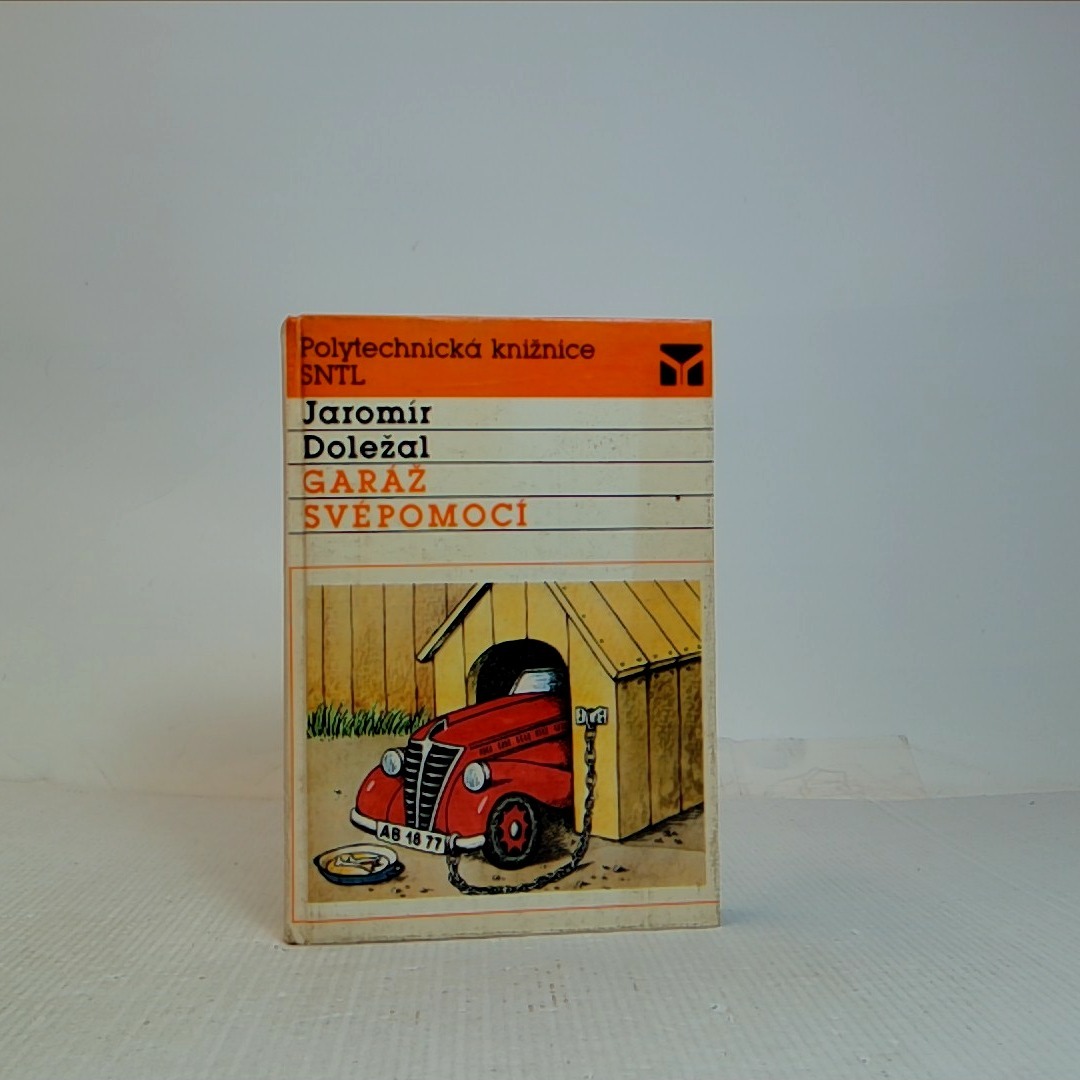 Polytechnická knižnice
SNTL
Jaromír
Doležal
GARÁŽ
SVÉPOMOCÍ
AB 18 77